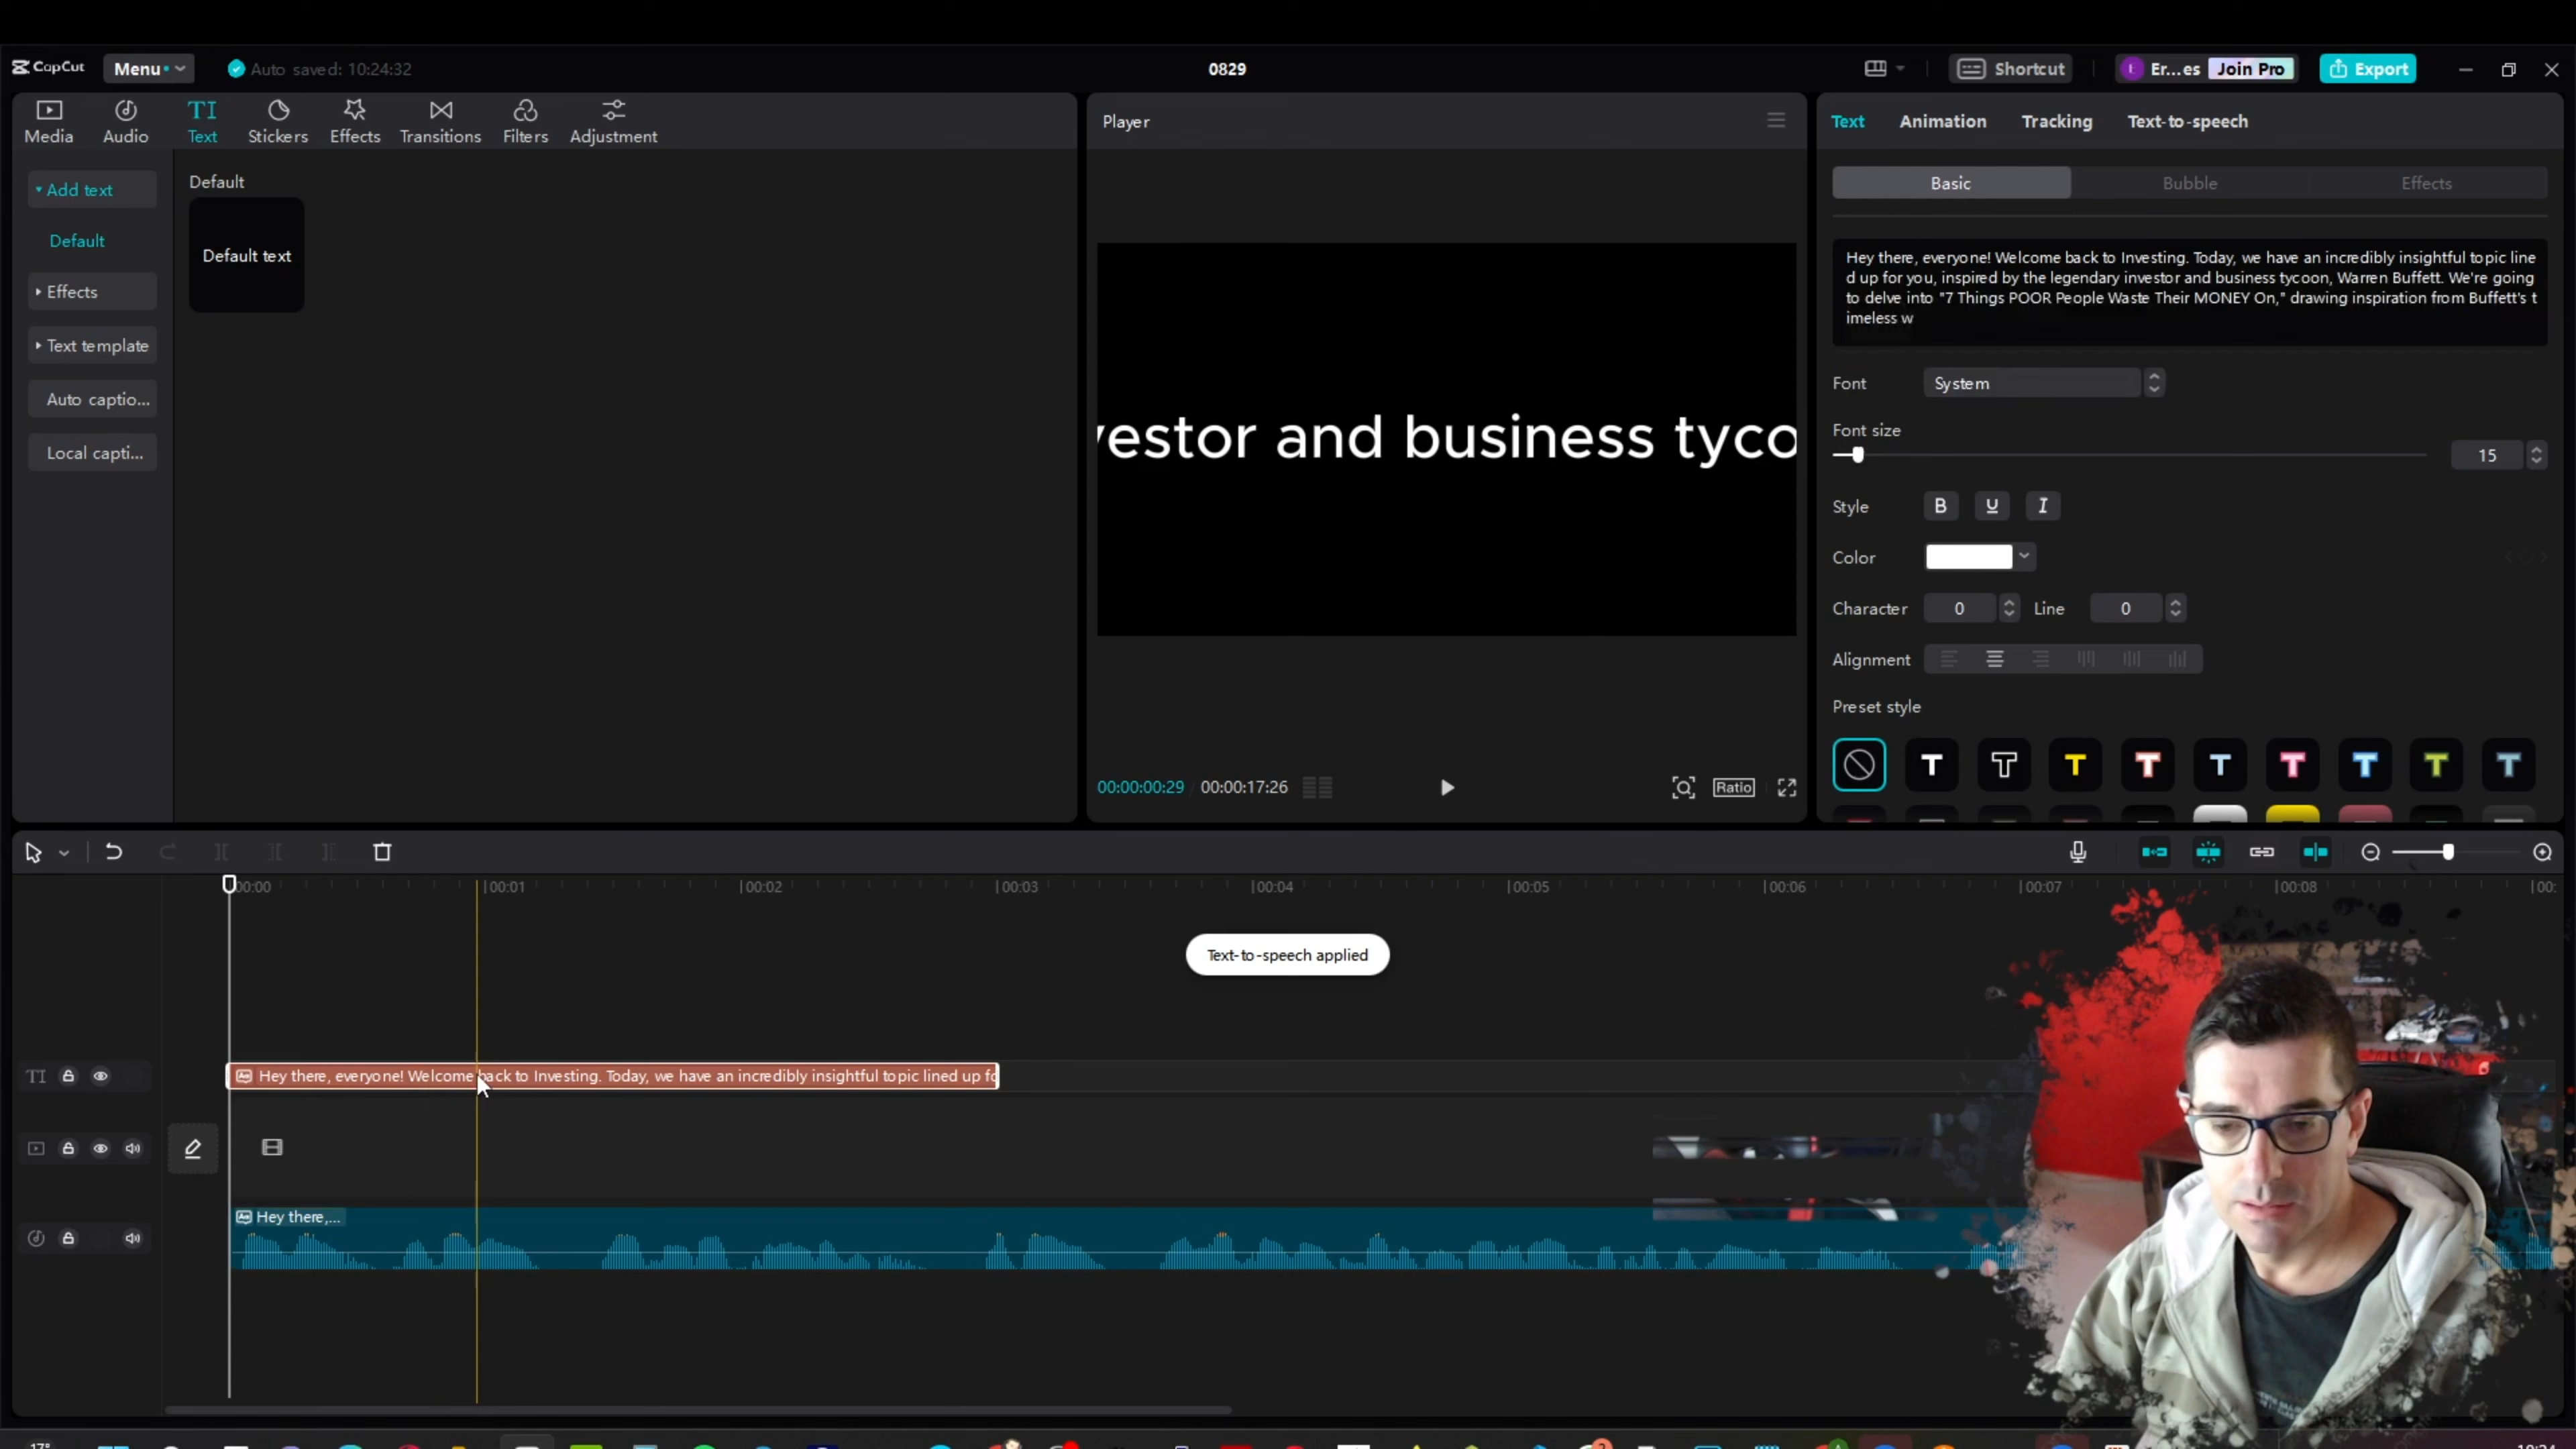 CapCut
Menu
Auto saved: 10:24:32
0829
Shortcut
Er...es
Join Pro
Export
Media
Audio
TI
Text
Stickers
Effects
Transitions
Filters
Adjustment
Add text
Default
Effects
Text template
Auto captio...
Local capti...
Default
Default text
Player
vestor and business tyco
00:00:00:29
00:00:17:26
Ratio
Text
Animation
Tracking
Text-to-speech
Basic
Bubble
Effects
Hey there, everyone! Welcome back to Investing. Today, we have an incredibly insightful topic line
d up for you, inspired by the legendary investor and business tycoon, Warren Buffett. We're going
to delve into "7 Things POOR People Waste Their MONEY On," drawing inspiration from Buffett's t
imeless w
Font
System
Font size
15
Style
B U I
Color
Character
0
Line
0
Alignment
Preset style
T T T T T T T T T
00:00
00:01
00:02
00:03
00:04
00:05
00:06
00:07
00:08
00:
Text-to-speech applied
TI
Hey there, everyone! Welcome back to Investing. Today, we have an incredibly insightful topic lined up fo
Hey there,...
17°